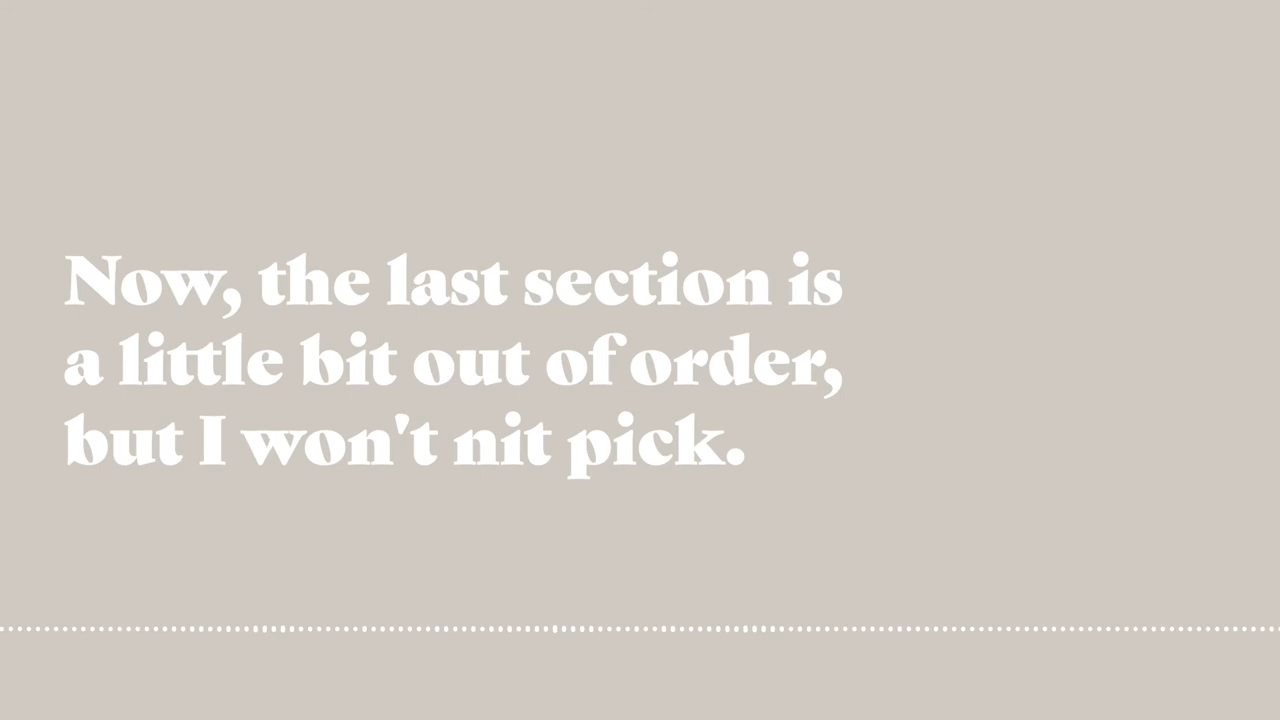 Now, the last section is
a little bit out of order,
but I won't nit pick.